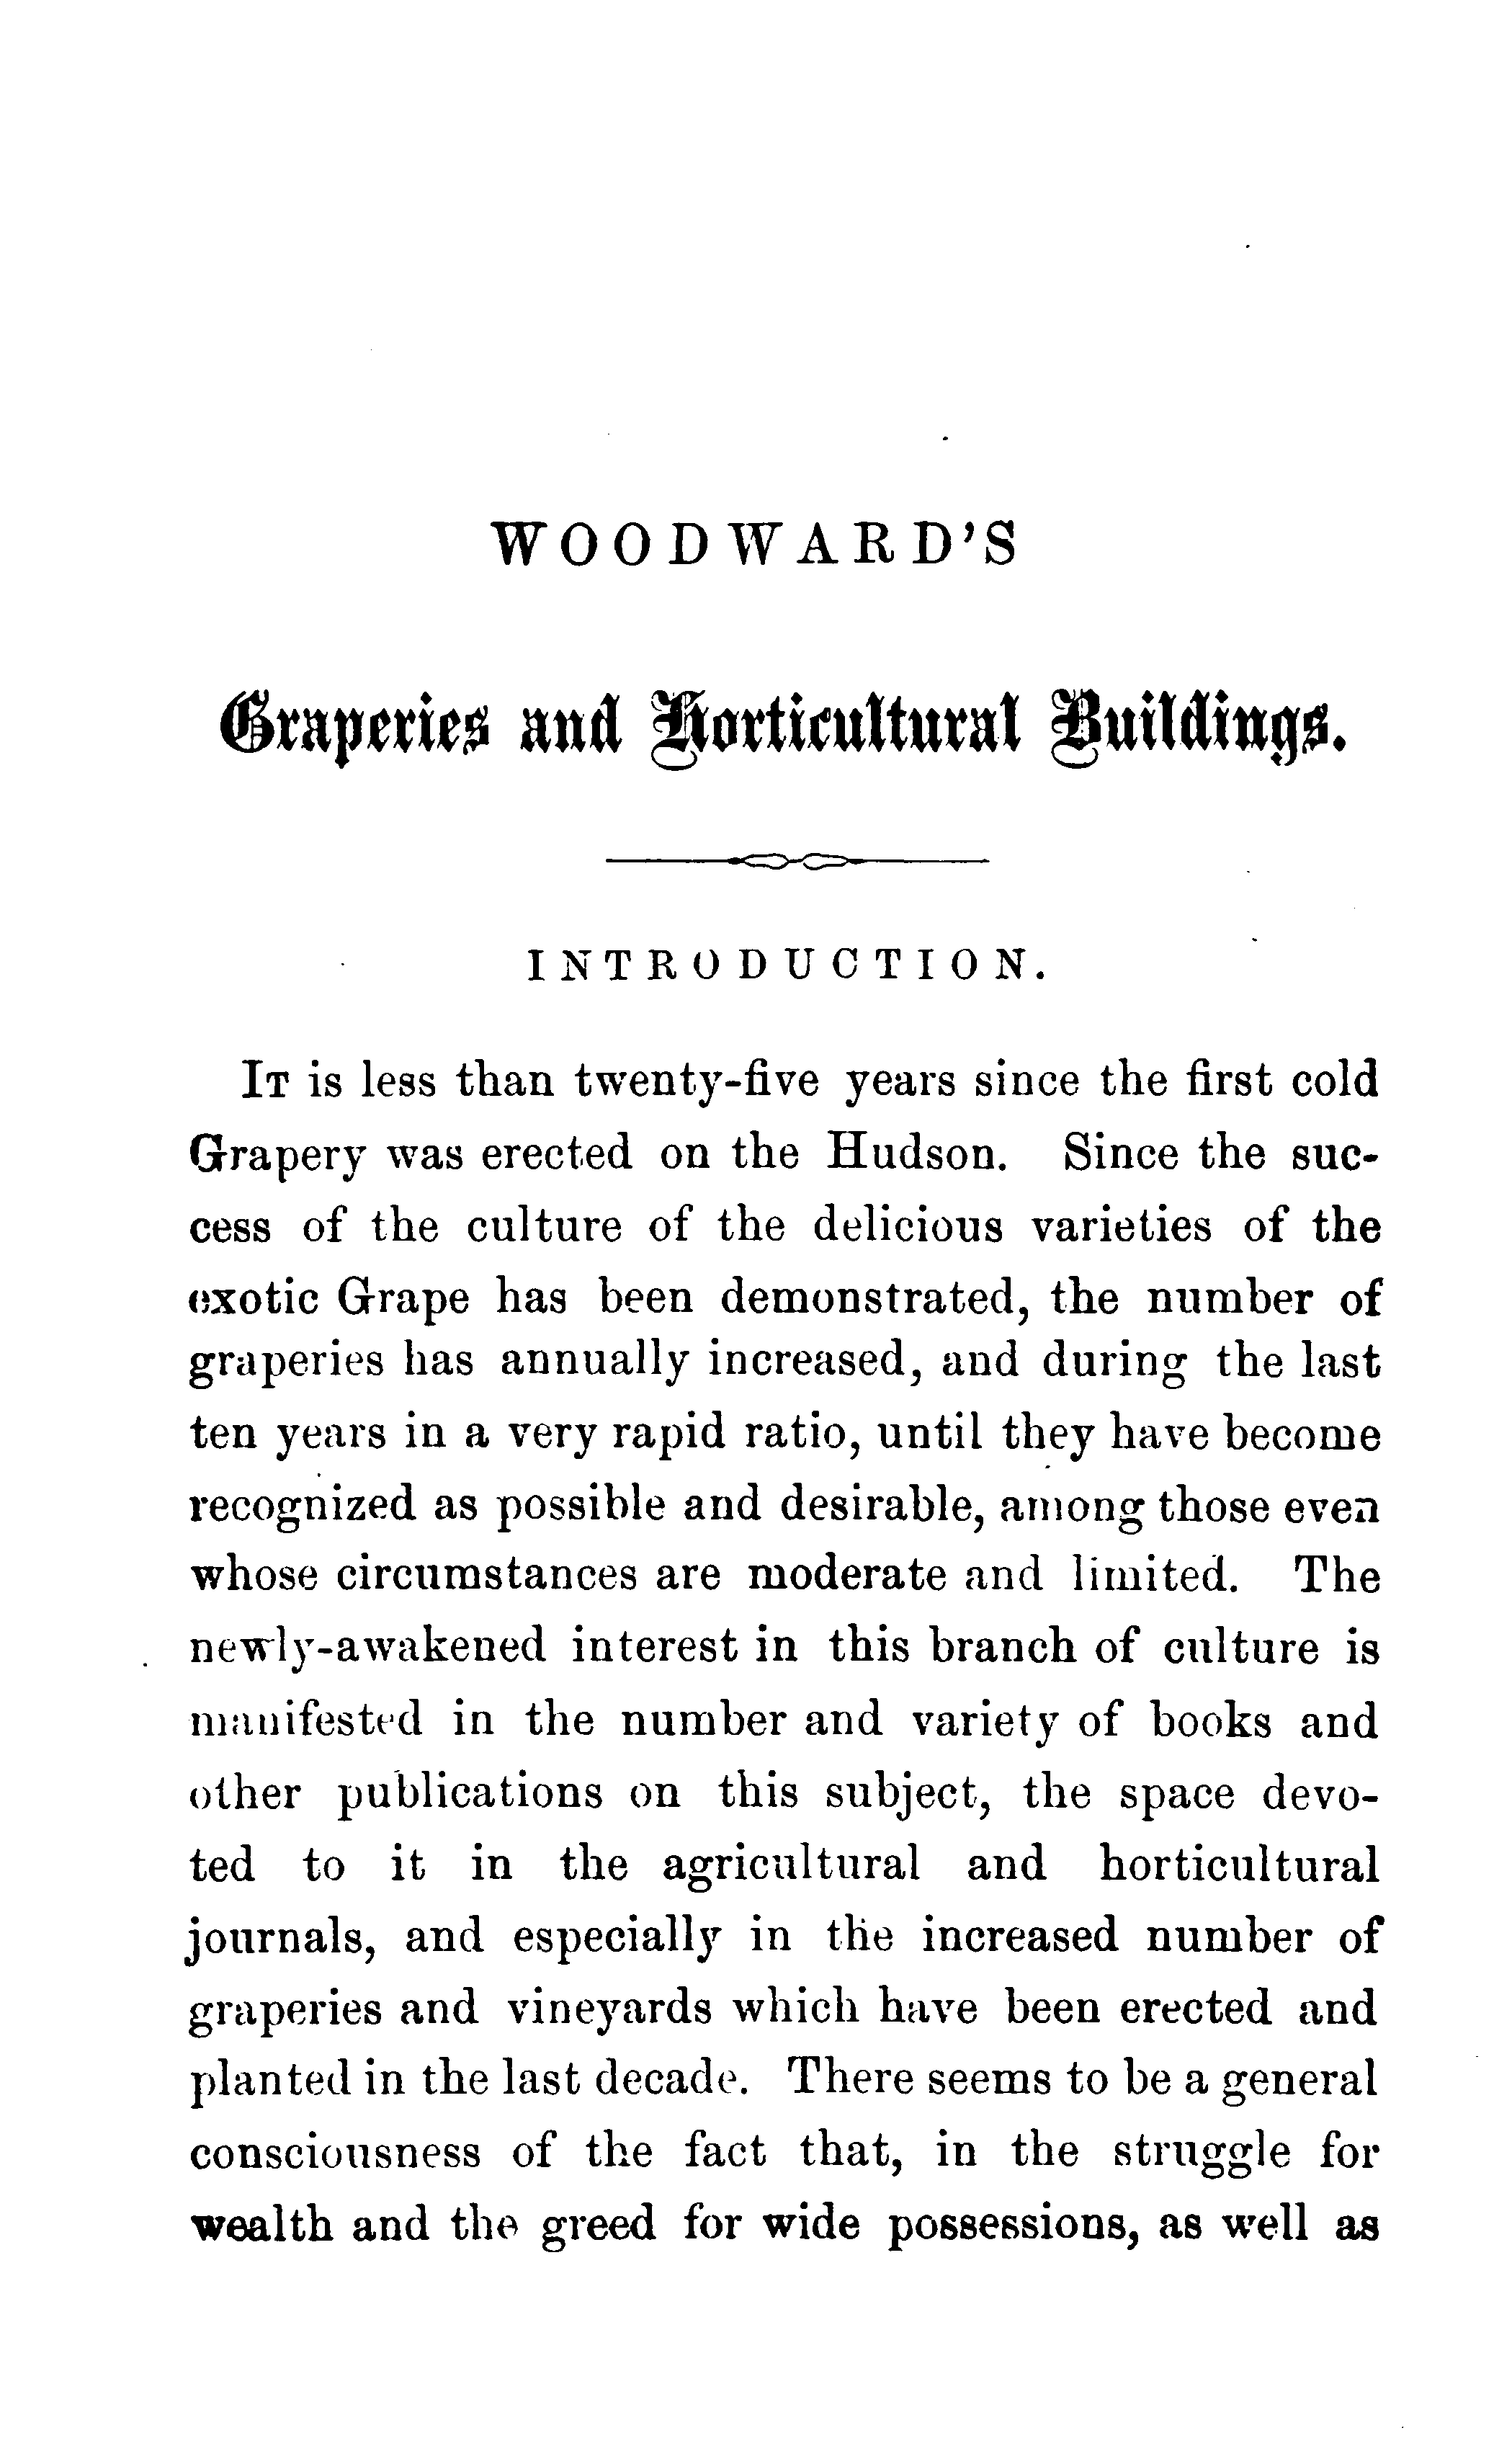 WOODWARD'S
Graperies and Horticultural Buildings.
INTRODUCTION.
It is less than twenty-five years since the first cold
Grapery was erected on the Hudson. Since the suc-
cess of the culture of the delicious varieties of the
exotic Grape has been demonstrated, the number of
graperies has annually increased, and during the last
ten years in a very rapid ratio, until they have become
recognized as possible and desirable, among those even
whose circumstances are moderate and limited. The
newly-awakened interest in this branch of culture is
manifested in the number and variety of books and
other publications on this subject, the space devo-
ted to it in the agricultural and horticultural
journals, and especially in the increased number of
graperies and vineyards which have been erected and
planted in the last decade. There seems to be a general
consciousness of the fact that, in the struggle for
wealth and the greed for wide possessions, as well as